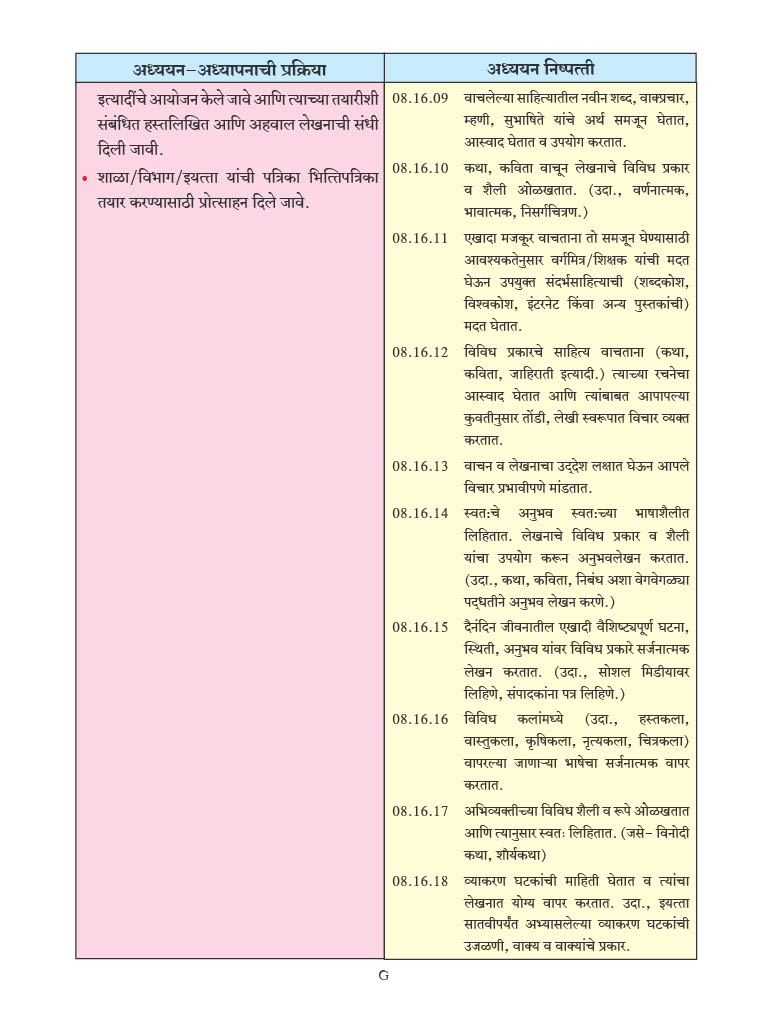 अध्ययन–अध्यापनाची प्रक्रिया
इत्यादींचे आयोजन केले जावे आणि त्याच्या तयारीशी
संबंधित हस्तलिखित आणि अहवाल लेखनाची संधी
दिली जावी.
• शाळा/विभाग/इयत्ता यांची पत्रिका भित्तिपत्रिका
तयार करण्यासाठी प्रोत्साहन दिले जावे.
अध्ययन निष्पत्ती
08.16.09 वाचलेल्या साहित्यातील नवीन शब्द, वाक्प्रचार,
म्हणी, सुभाषिते यांचे अर्थ समजून घेतात,
आस्वाद घेतात व उपयोग करतात.
08.16.10 कथा, कविता वाचून लेखनाचे विविध प्रकार
व शैली ओळखतात. (उदा., वर्णनात्मक,
भावात्मक, निसर्गचित्रण.)
08.16.11 एखादा मजकूर वाचताना तो समजून घेण्यासाठी
आवश्यकतेनुसार वर्गमित्र/शिक्षक यांची मदत
घेऊन उपयुक्त संदर्भसाहित्याची (शब्दकोश,
विश्वकोश, इंटरनेट किंवा अन्य पुस्तकांची)
मदत घेतात.
08.16.12 विविध प्रकारचे साहित्य वाचताना (कथा,
कविता, जाहिराती इत्यादी.) त्याच्या रचनेचा
आस्वाद घेतात आणि त्यांबाबत आपापल्या
कुवतीनुसार तोंडी, लेखी स्वरूपात विचार व्यक्त
करतात.
08.16.13 वाचन व लेखनाचा उद्‌देश लक्षात घेऊन आपले
विचार प्रभावीपणे मांडतात.
08.16.14 स्वत:चे अनुभव स्वत:च्या भाषाशैलीत
लिहितात. लेखनाचे विविध प्रकार व शैली
यांचा उपयोग करून अनुभवलेखन करतात.
(उदा., कथा, कविता, निबंध अशा वेगवेगळ्या
पद्धतीने अनुभव लेखन करणे.)
08.16.15 दैनंदिन जीवनातील एखादी वैशिष्ट्यपूर्ण घटना,
स्थिती, अनुभव यांवर विविध प्रकारे सर्जनात्मक
लेखन करतात. (उदा., सोशल मिडीयावर
लिहिणे, संपादकांना पत्र लिहिणे.)
08.16.16 विविध कलांमध्ये (उदा., हस्तकला,
वास्तुकला, कृषिकला, नृत्यकला, चित्रकला)
वापरल्या जाणाऱ्या भाषेचा सर्जनात्मक वापर
करतात.
08.16.17 अभिव्यक्तीच्या विविध शैली व रूपे ओळखतात
आणि त्यानुसार स्वतः लिहितात. (जसे– विनोदी
कथा, शौर्यकथा)
08.16.18 व्याकरण घटकांची माहिती घेतात व त्यांचा
लेखनात योग्य वापर करतात. उदा., इयत्ता
सातवीपर्यंत अभ्यासलेल्या व्याकरण घटकांची
उजळणी, वाक्य व वाक्यांचे प्रकार.
G